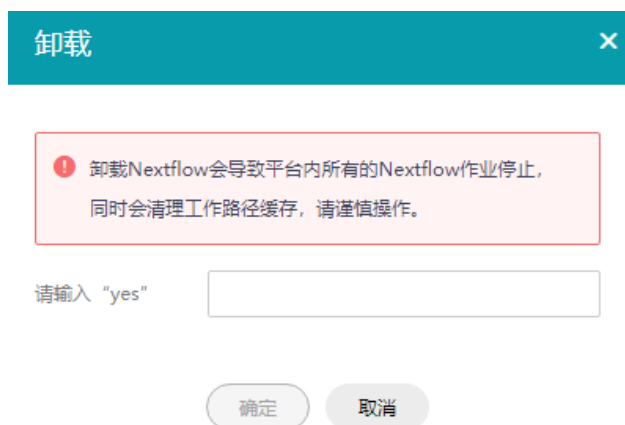 卸载
卸载Nextflow会导致平台内所有的Nextflow作业停止，
同时会清理工作路径缓存，请谨慎操作。
请输入“yes”
确定 取消